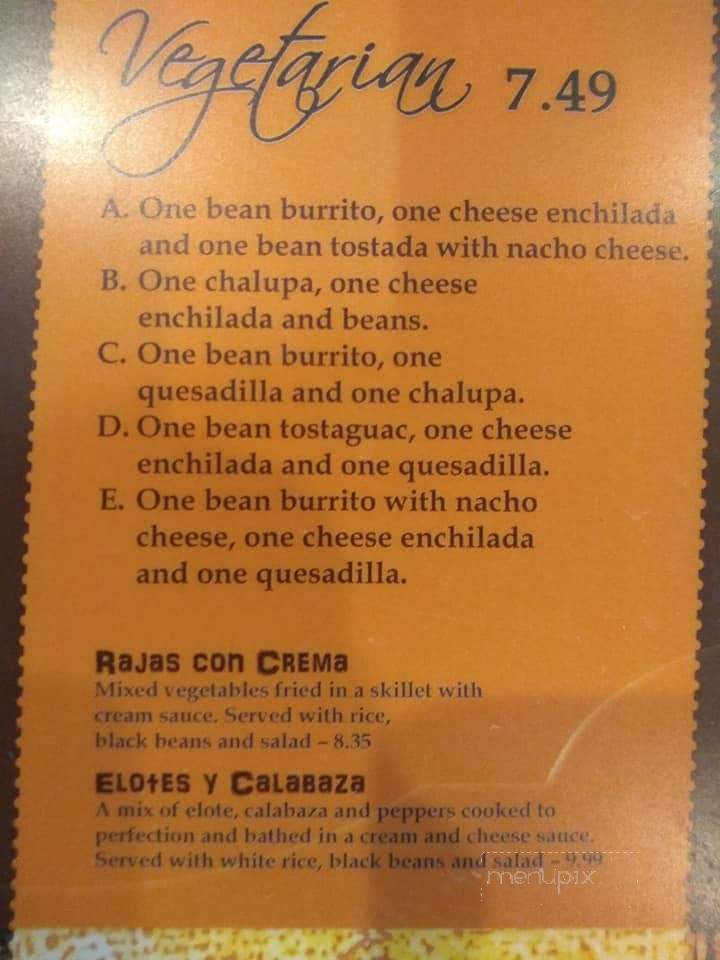 Vegetarian 7.49
A. One bean burrito, one cheese enchilada
and one bean tostada with nacho cheese.
B. One chalupa, one cheese
enchilada and beans.
C. One bean burrito, one
quesadilla and one chalupa.
D. One bean tostaguac, one cheese
enchilada and one quesadilla.
E. One bean burrito with nacho
cheese, one cheese enchilada
and one quesadilla.
Rajas con Crema
Mixed vegetables fried in a skillet with
cream sauce. Served with rice,
black beans and salad – 8.35
Elotes y Calabaza
A mix of elote, calabaza and peppers cooked to
perfection and bathed in a cream and cheese sauce.
Served with white rice, black beans and salad – 9.99
menupix